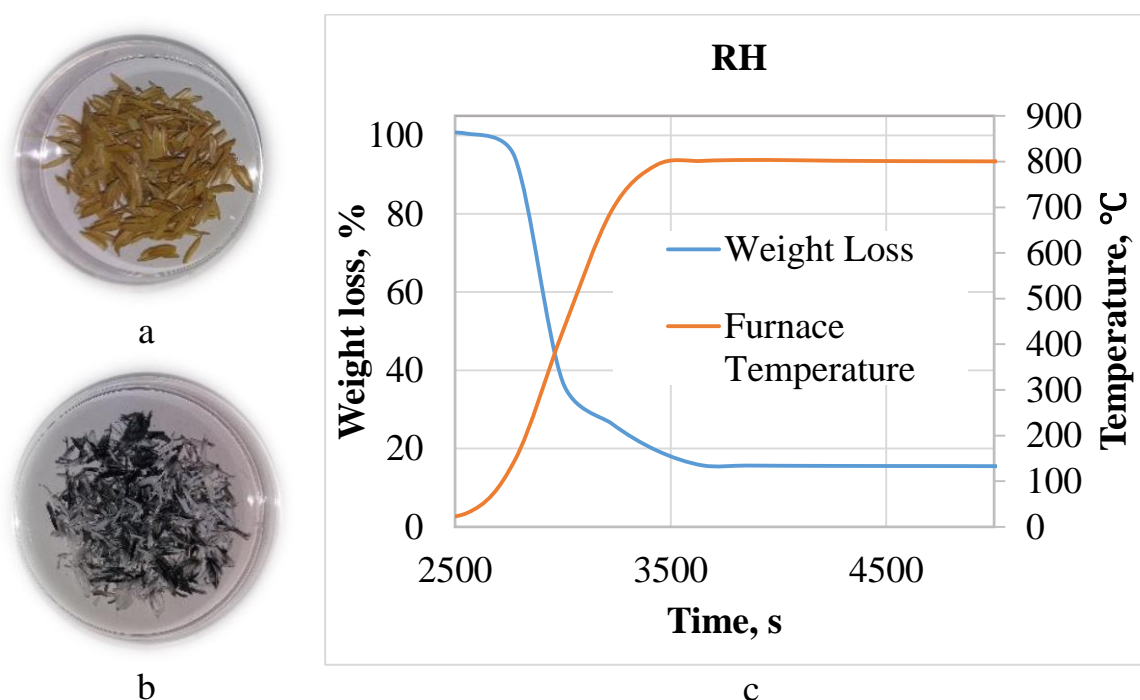 a
b
RH
Weight loss, %
100
80
60
40
20
0
Weight Loss
Furnace
Temperature
900
800
700
600
500
400
300
200
100
0
Temperature, ℃
2500
3500
4500
Time, s
c